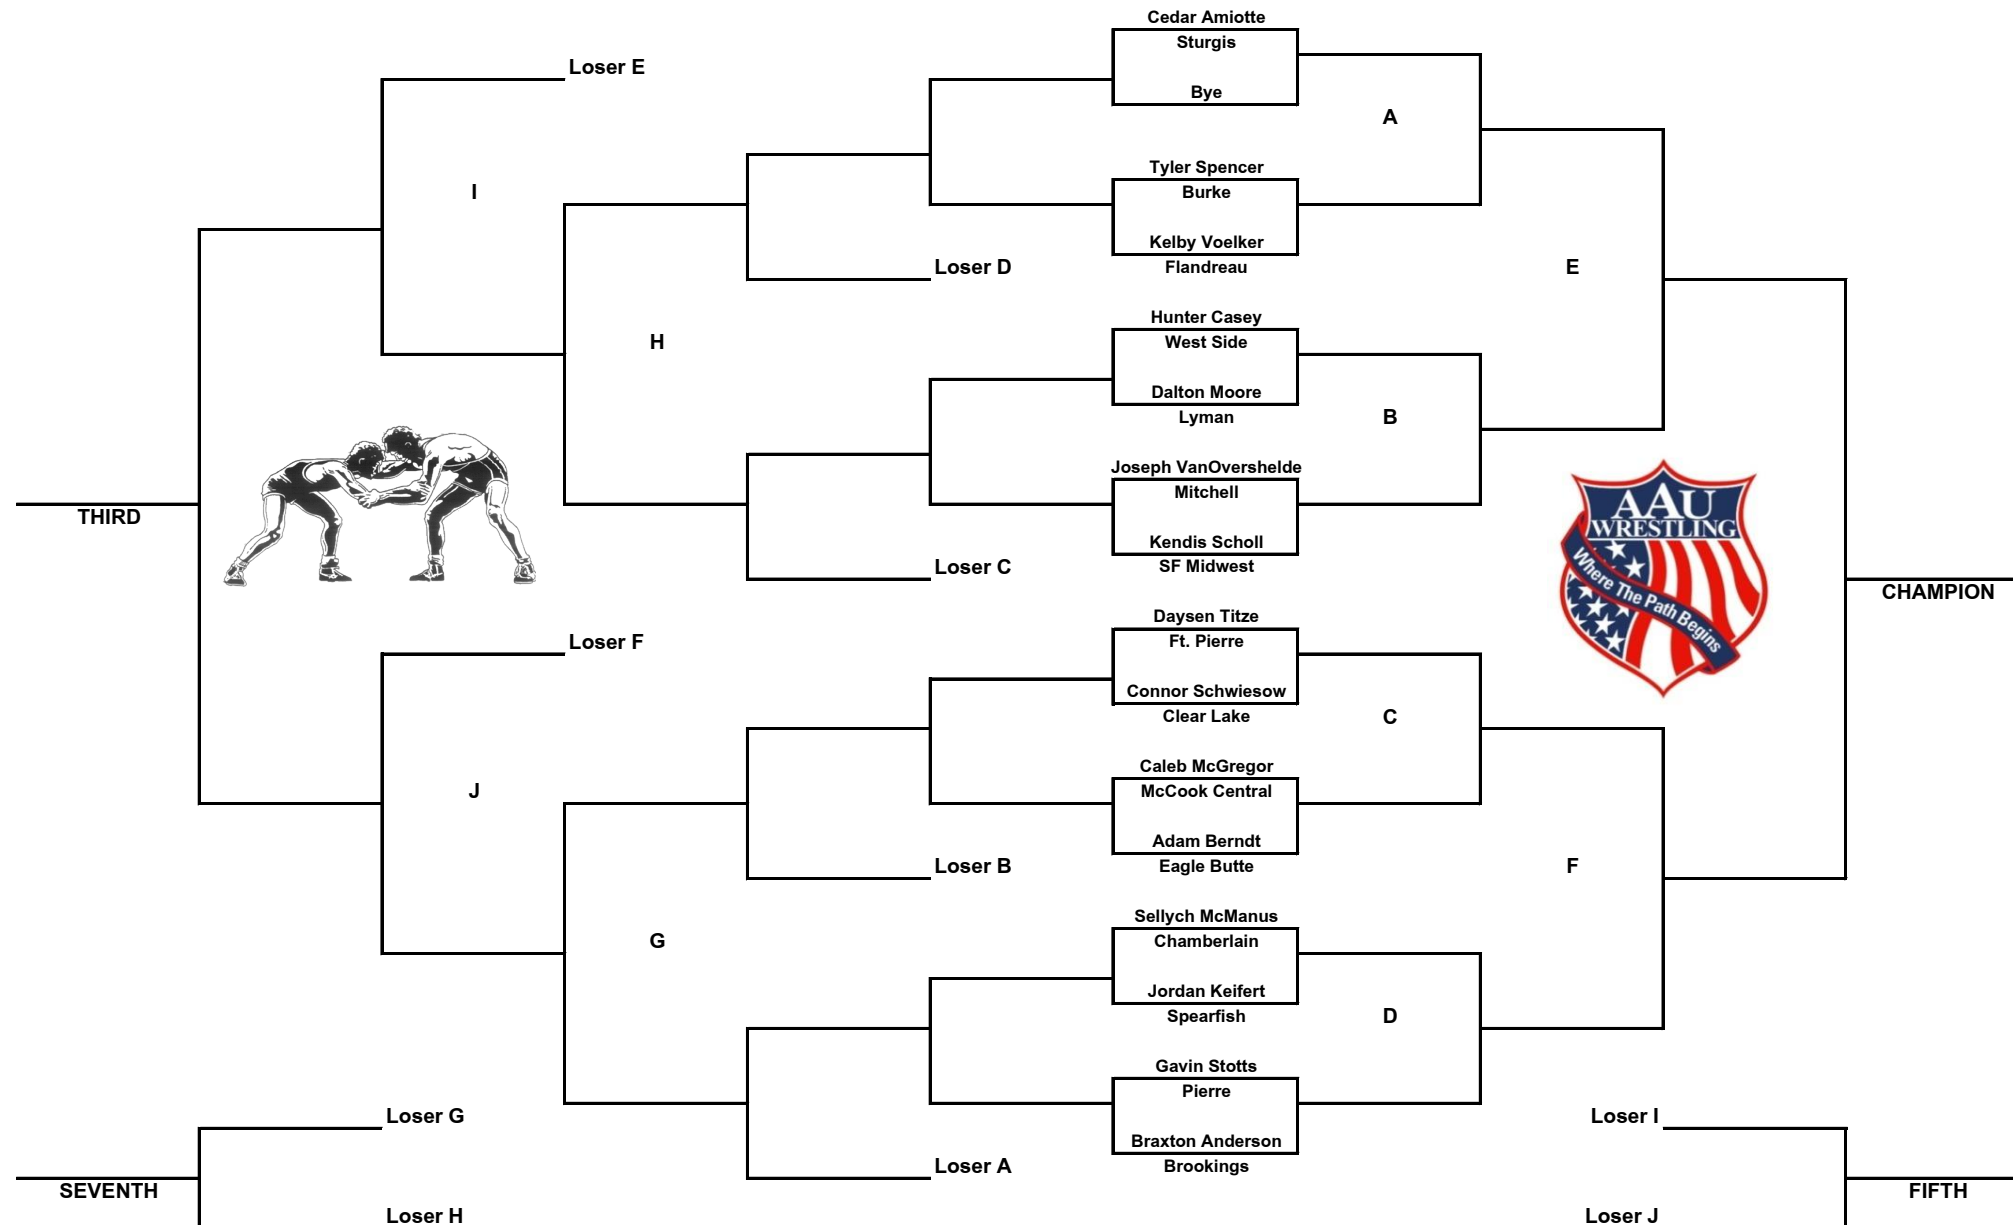 Cedar Amiotte
Sturgis
Loser E
Bye
A
Tyler Spencer
I
Burke
Kelby Voelker
Loser D
Flandreau
E
Hunter Casey
H
West Side
Dalton Moore
Lyman
B
Joseph VanOvershelde
Mitchell
THIRD
Kendis Scholl
Loser C
SF Midwest
AAU
WRESTLING
Where The Path Begins
CHAMPION
Daysen Titze
Loser F
Ft. Pierre
Connor Schwiesow
Clear Lake
C
Caleb McGregor
J
McCook Central
Adam Berndt
Loser B
Eagle Butte
F
Sellych McManus
G
Chamberlain
Jordan Keifert
Spearfish
D
Gavin Stotts
Pierre
Loser G
Loser I
Braxton Anderson
Loser A
Brookings
SEVENTH
FIFTH
Loser H
Loser J